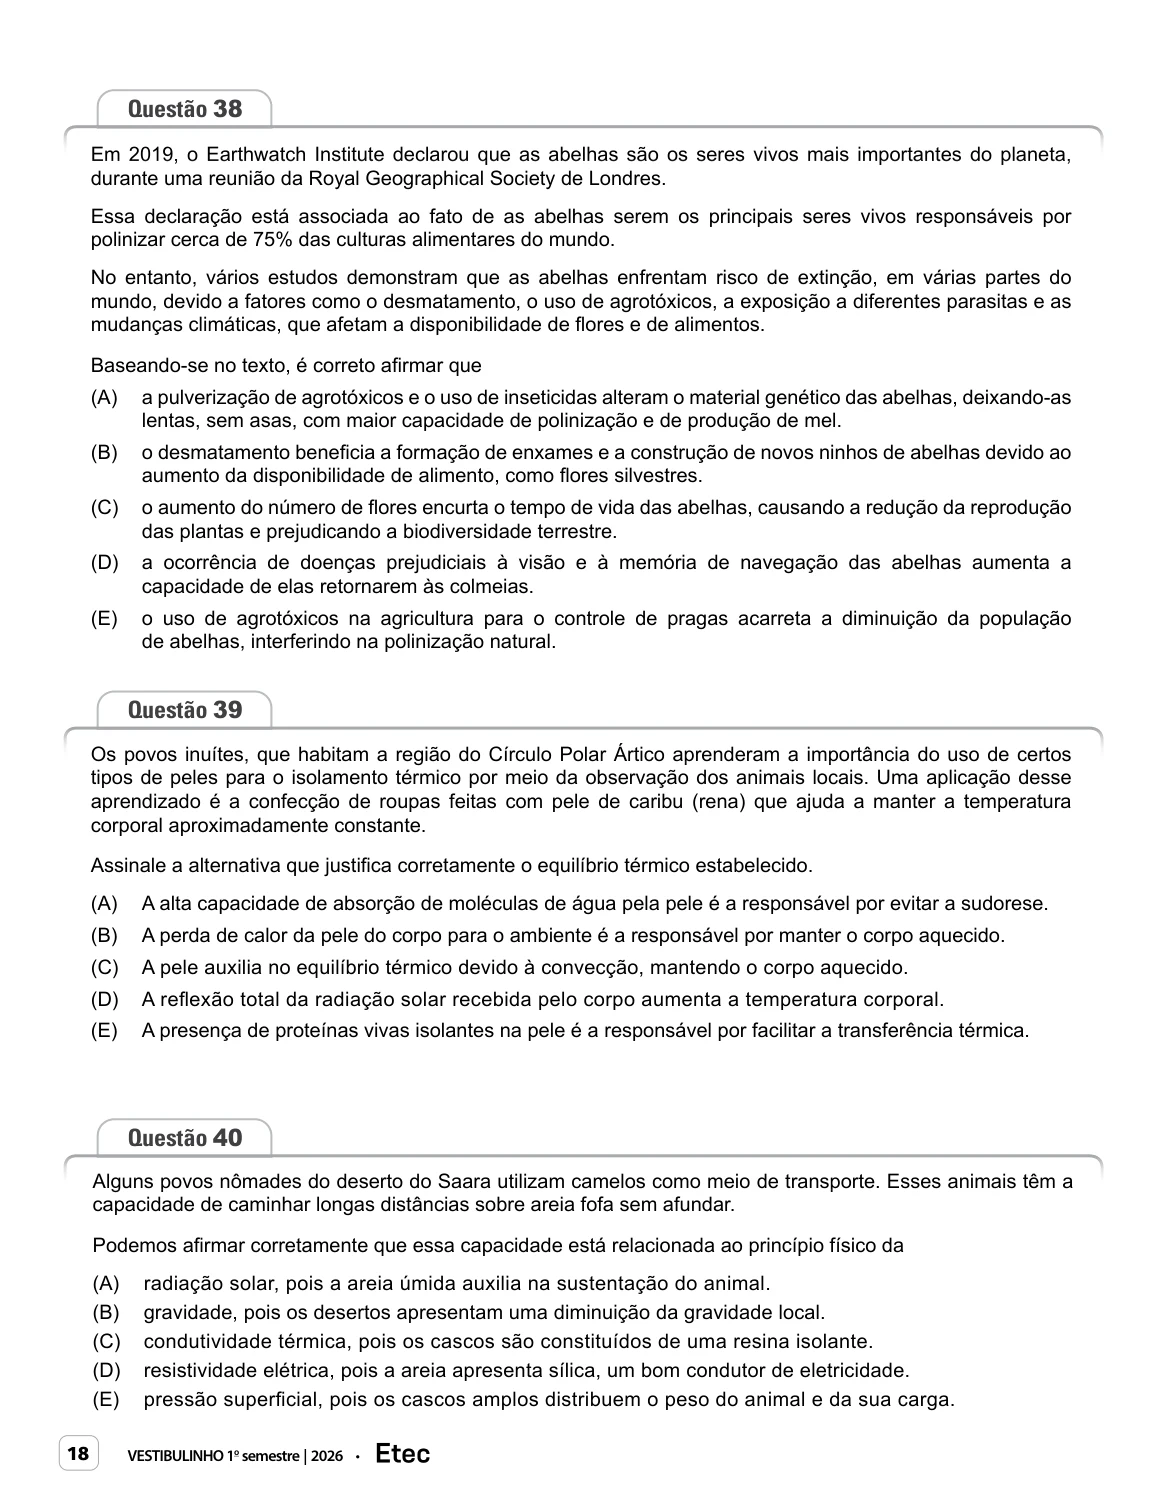 Questão 38
Em 2019, o Earthwatch Institute declarou que as abelhas são os seres vivos mais importantes do planeta,
durante uma reunião da Royal Geographical Society de Londres.
Essa declaração está associada ao fato de as abelhas serem os principais seres vivos responsáveis por
polinizar cerca de 75% das culturas alimentares do mundo.
No entanto, vários estudos demonstram que as abelhas enfrentam risco de extinção, em várias partes do
mundo, devido a fatores como o desmatamento, o uso de agrotóxicos, a exposição a diferentes parasitas e as
mudanças climáticas, que afetam a disponibilidade de flores e de alimentos.
Baseando-se no texto, é correto afirmar que
(A) a pulverização de agrotóxicos e o uso de inseticidas alteram o material genético das abelhas, deixando-as
lentas, sem asas, com maior capacidade de polinização e de produção de mel.
(B) o desmatamento beneficia a formação de enxames e a construção de novos ninhos de abelhas devido ao
aumento da disponibilidade de alimento, como flores silvestres.
(C) o aumento do número de flores encurta o tempo de vida das abelhas, causando a redução da reprodução
das plantas e prejudicando a biodiversidade terrestre.
(D) a ocorrência de doenças prejudiciais à visão e à memória de navegação das abelhas aumenta a
capacidade de elas retornarem às colmeias.
(E) o uso de agrotóxicos na agricultura para o controle de pragas acarreta a diminuição da população
de abelhas, interferindo na polinização natural.
Questão 39
Os povos inuítes, que habitam a região do Círculo Polar Ártico aprenderam a importância do uso de certos
tipos de peles para o isolamento térmico por meio da observação dos animais locais. Uma aplicação desse
aprendizado é a confecção de roupas feitas com pele de caribu (rena) que ajuda a manter a temperatura
corporal aproximadamente constante.
Assinale a alternativa que justifica corretamente o equilíbrio térmico estabelecido.
(A) A alta capacidade de absorção de moléculas de água pela pele é a responsável por evitar a sudorese.
(B) A perda de calor da pele do corpo para o ambiente é a responsável por manter o corpo aquecido.
(C) A pele auxilia no equilíbrio térmico devido à convecção, mantendo o corpo aquecido.
(D) A reflexão total da radiação solar recebida pelo corpo aumenta a temperatura corporal.
(E) A presença de proteínas vivas isolantes na pele é a responsável por facilitar a transferência térmica.
Questão 40
Alguns povos nômades do deserto do Saara utilizam camelos como meio de transporte. Esses animais têm a
capacidade de caminhar longas distâncias sobre areia fofa sem afundar.
Podemos afirmar corretamente que essa capacidade está relacionada ao princípio físico da
(A) radiação solar, pois a areia úmida auxilia na sustentação do animal.
(B) gravidade, pois os desertos apresentam uma diminuição da gravidade local.
(C) condutividade térmica, pois os cascos são constituídos de uma resina isolante.
(D) resistividade elétrica, pois a areia apresenta sílica, um bom condutor de eletricidade.
(E) pressão superficial, pois os cascos amplos distribuem o peso do animal e da sua carga.
18 VESTIBULINHO 1º semestre | 2026 • Etec